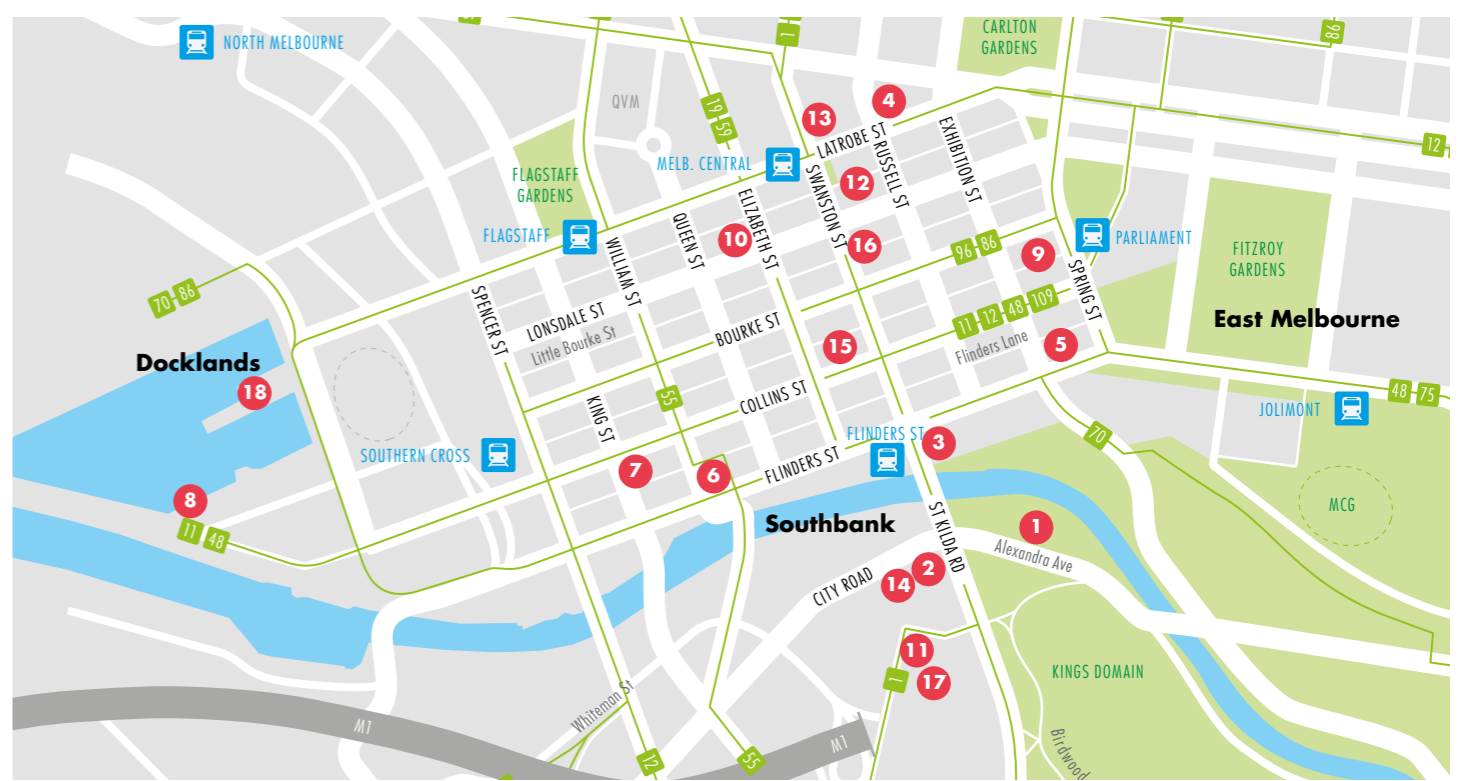 CARLTON
GARDENS
86
1
NORTH MELBOURNE
QVM
19
59
4
13
LATROBE ST
EXHIBITION ST
RUSSELL ST
12
MELB. CENTRAL
FLAGSTAFF
GARDENS
SWANSTON ST
12
ELIZABETH ST
QUEEN ST
FLAGSTAFF
WILLIAM ST
10
16
96
86
9
PARLIAMENT
FITZROY
GARDENS
SPRING ST
70
86
SPENCER ST
LONSDALE ST
Little Bourke St
BOURKE ST
11
12
48
109
East Melbourne
Flinders Lane
5
15
Docklands
18
55
COLLINS ST
KING ST
48
75
JOLIMONT
FLINDERS ST
3
70
SOUTHERN CROSS
7
6
FLINDERS ST
MCG
8
11
48
Southbank
ST KILDA RD
1
Alexandra Ave
CITY ROAD
14
2
11
17
1
KINGS DOMAIN
Whiteman St
M1
M1
12
55
Birdwood